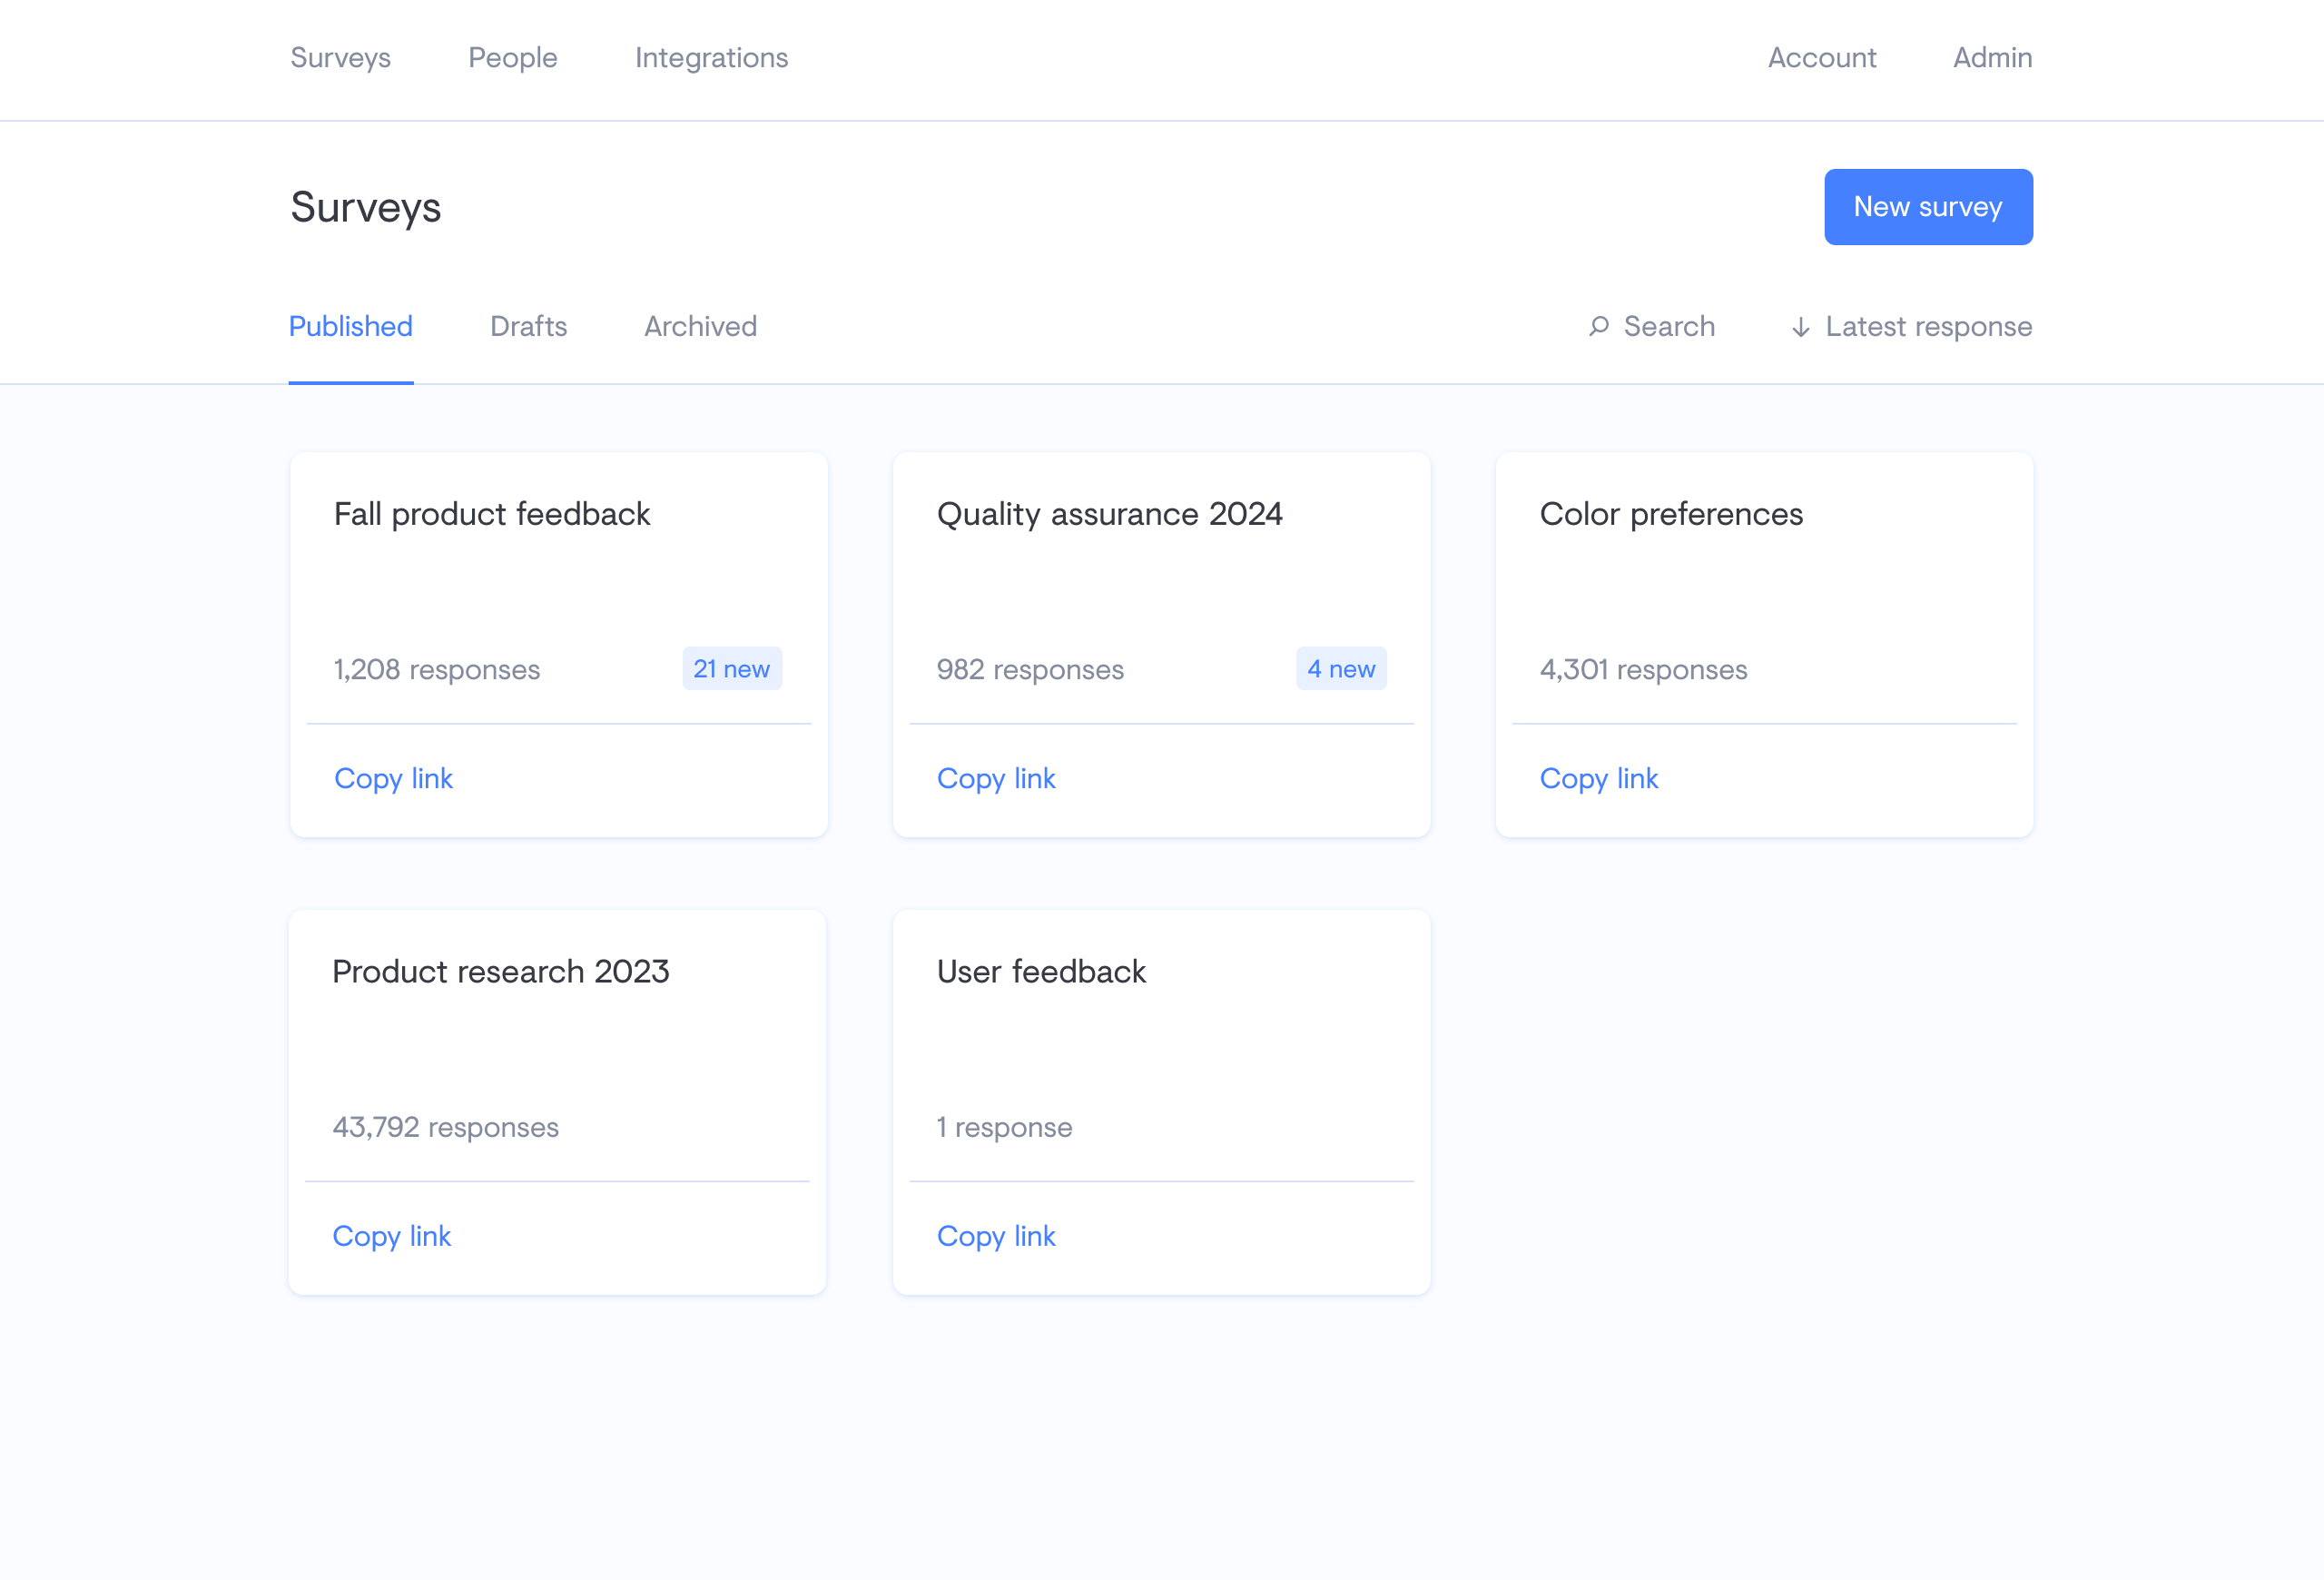 Surveys People Integrations Account Admin
Surveys New survey
Published Drafts Archived Search Latest response
Fall product feedback
1,208 responses 21 new
Copy link
Quality assurance 2024
982 responses 4 new
Copy link
Color preferences
4,301 responses
Copy link
Product research 2023
43,792 responses
Copy link
User feedback
1 response
Copy link